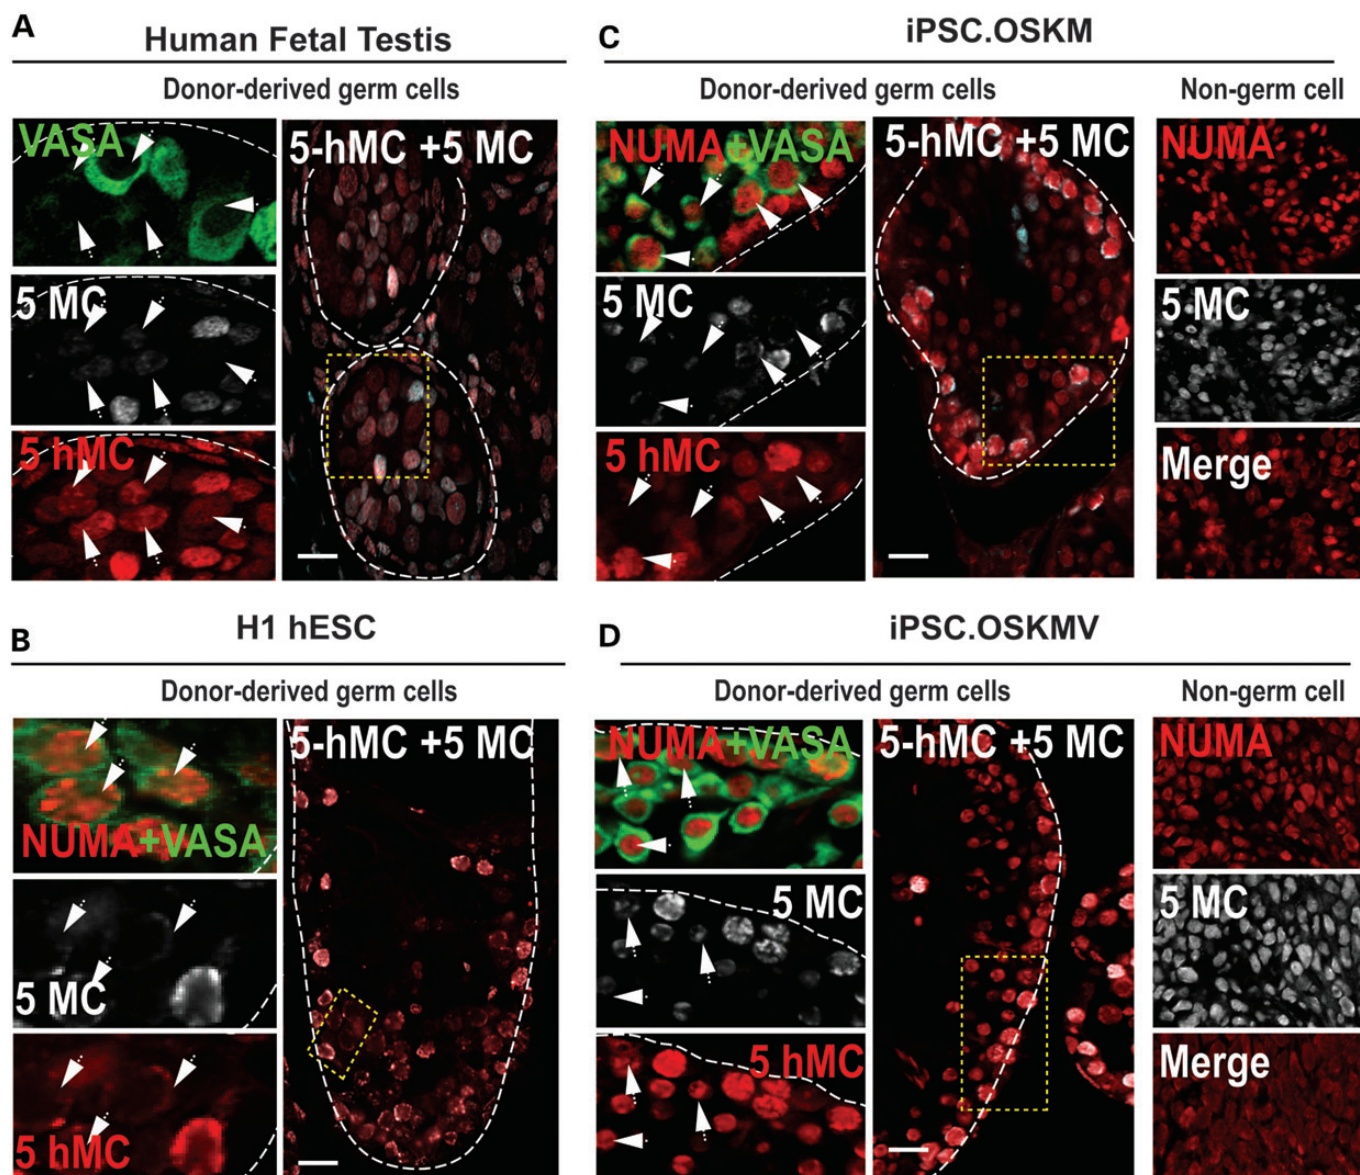 A
Human Fetal Testis
Donor-derived germ cells
VASA
5-hMC +5 MC
5 MC
5 hMC
C
iPSC.OSKM
Donor-derived germ cells
Non-germ cell
NUMA+VASA
5-hMC +5 MC
NUMA
5 MC
5 MC
5 hMC
Merge
B
H1 hESC
Donor-derived germ cells
NUMA+VASA
5-hMC +5 MC
5 MC
5 hMC
D
iPSC.OSKMV
Donor-derived germ cells
Non-germ cell
NUMA+VASA
5-hMC +5 MC
NUMA
5 MC
5 MC
5 hMC
Merge